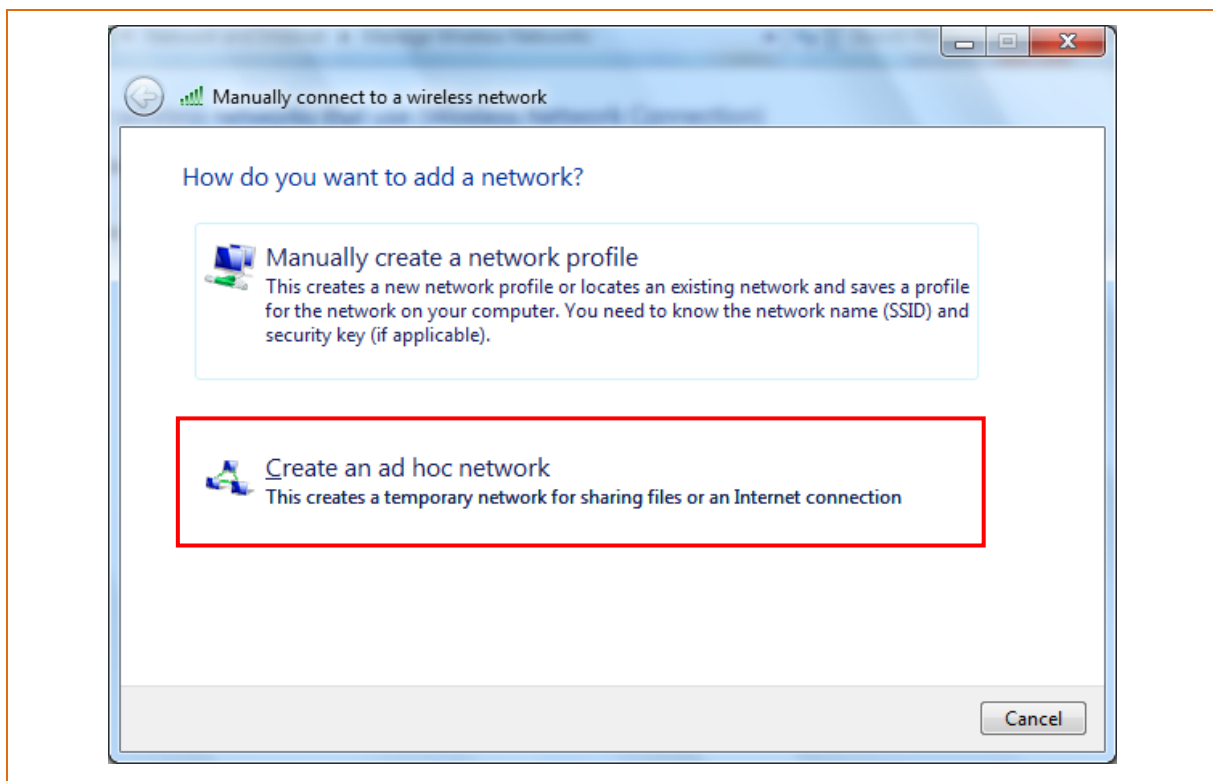 Manually connect to a wireless network
How do you want to add a network?
Manually create a network profile
This creates a new network profile or locates an existing network and saves a profile
for the network on your computer. You need to know the network name (SSID) and
security key (if applicable).
Create an ad hoc network
This creates a temporary network for sharing files or an Internet connection
Cancel